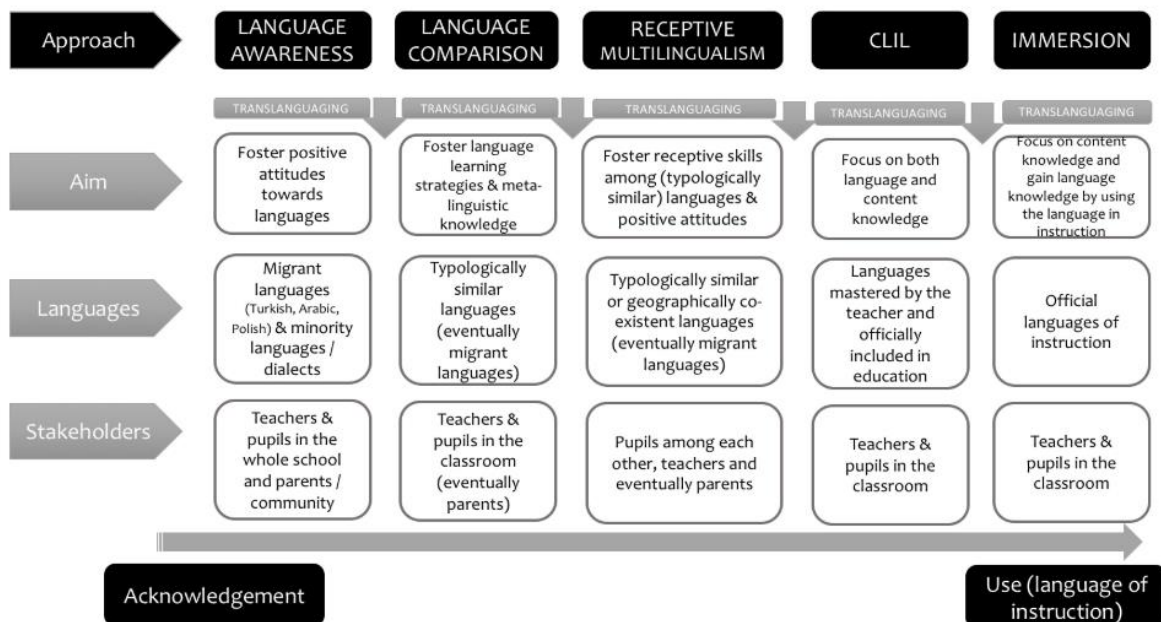 Approach
LANGUAGE
AWARENESS
LANGUAGE
COMPARISON
RECEPTIVE
MULTILINGUALISM
CLIL
IMMERSION
TRANSLANGUAGING
TRANSLANGUAGING
TRANSLANGUAGING
TRANSLANGUAGING
TRANSLANGUAGING
Aim
Foster positive
attitudes
towards
languages
Foster language
learning
strategies & meta-
linguistic
knowledge
Foster receptive skills
among (typologically
similar) languages &
positive attitudes
Focus on both
language and
content
knowledge
Focus on content
knowledge and
gain language
knowledge by using
the language in
instruction
Languages
Migrant
languages
(Turkish, Arabic,
Polish) & minority
languages /
dialects
Typologically
similar
languages
(eventually
migrant
languages)
Typologically similar
or geographically co-
existent languages
(eventually migrant
languages)
Languages
mastered by the
teacher and
officially
included in
education
Official
languages of
instruction
Stakeholders
Teachers &
pupils in the
whole school
and parents /
community
Teachers &
pupils in the
classroom
(eventually
parents)
Pupils among each
other, teachers and
eventually parents
Teachers &
pupils in the
classroom
Teachers &
pupils in the
classroom
Acknowledgement
Use (language of
instruction)